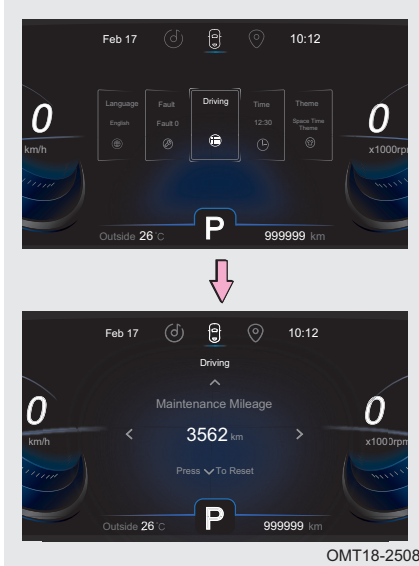 Feb 17 10:12
Language Fault Driving Time Theme
English Fault 0 12:30 Space Time Theme
0 0
km/h x1000rpm
P
Outside 26°C 999999 km
Feb 17 10:12
Driving
Maintenance Mileage
0 3562 km 0
km/h x1000rpm
Press To Reset
P
Outside 26°C 999999 km
OMT18-2508